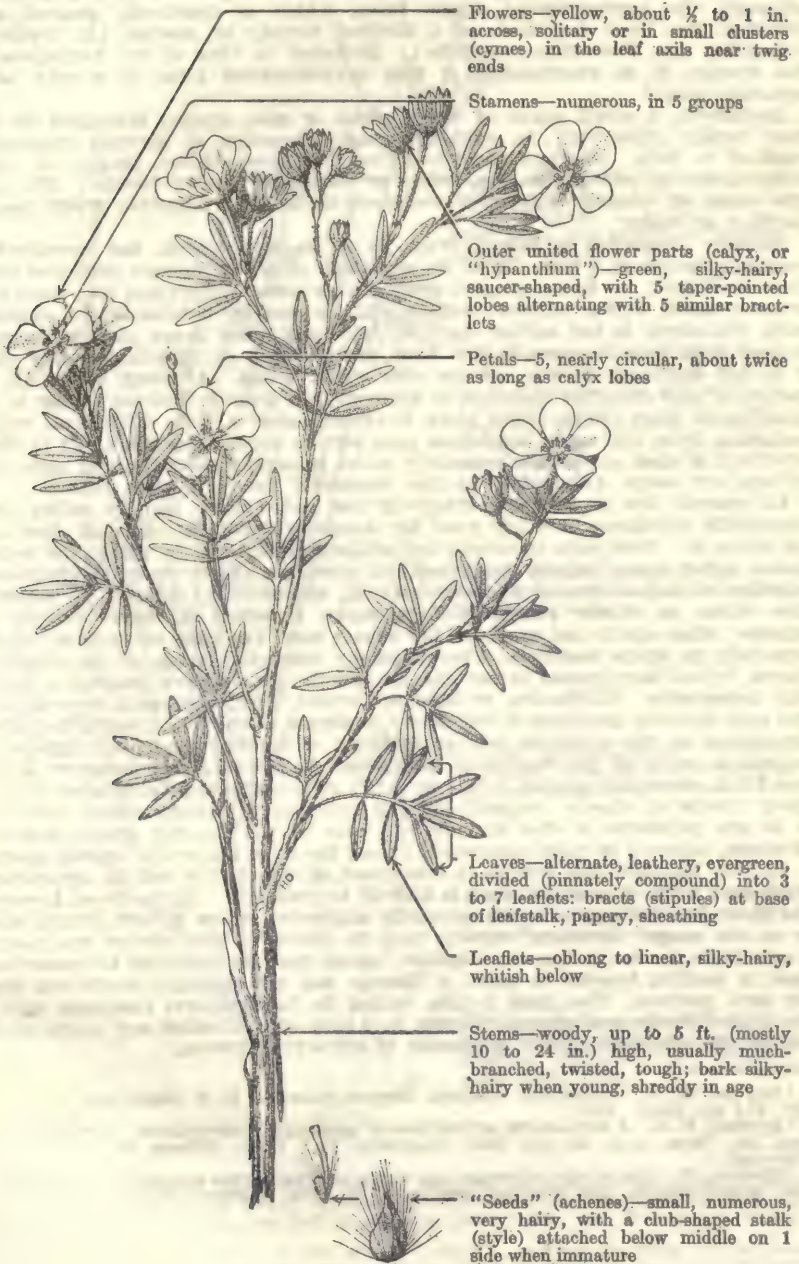 Flowers—yellow, about ½ to 1 in.
across, solitary or in small clusters
(cymes) in the leaf axils near twig
ends
Stamens—numerous, in 5 groups
Outer united flower parts (calyx, or
"hypanthium")—green, silky-hairy,
saucer-shaped, with 5 taper-pointed
lobes alternating with 5 similar bract-
lets
Petals—5, nearly circular, about twice
as long as calyx lobes
Leaves—alternate, leathery, evergreen,
divided (pinnately compound) into 3
to 7 leaflets: bracts (stipules) at base
of leafstalk, papery, sheathing
Leaflets—oblong to linear, silky-hairy,
whitish below
Stems—woody, up to 5 ft. (mostly
10 to 24 in.) high, usually much-
branched, twisted, tough; bark silky-
hairy when young, shreddy in age
"Seeds" (achenes)—small, numerous,
very hairy, with a club-shaped stalk
(style) attached below middle on 1
side when immature